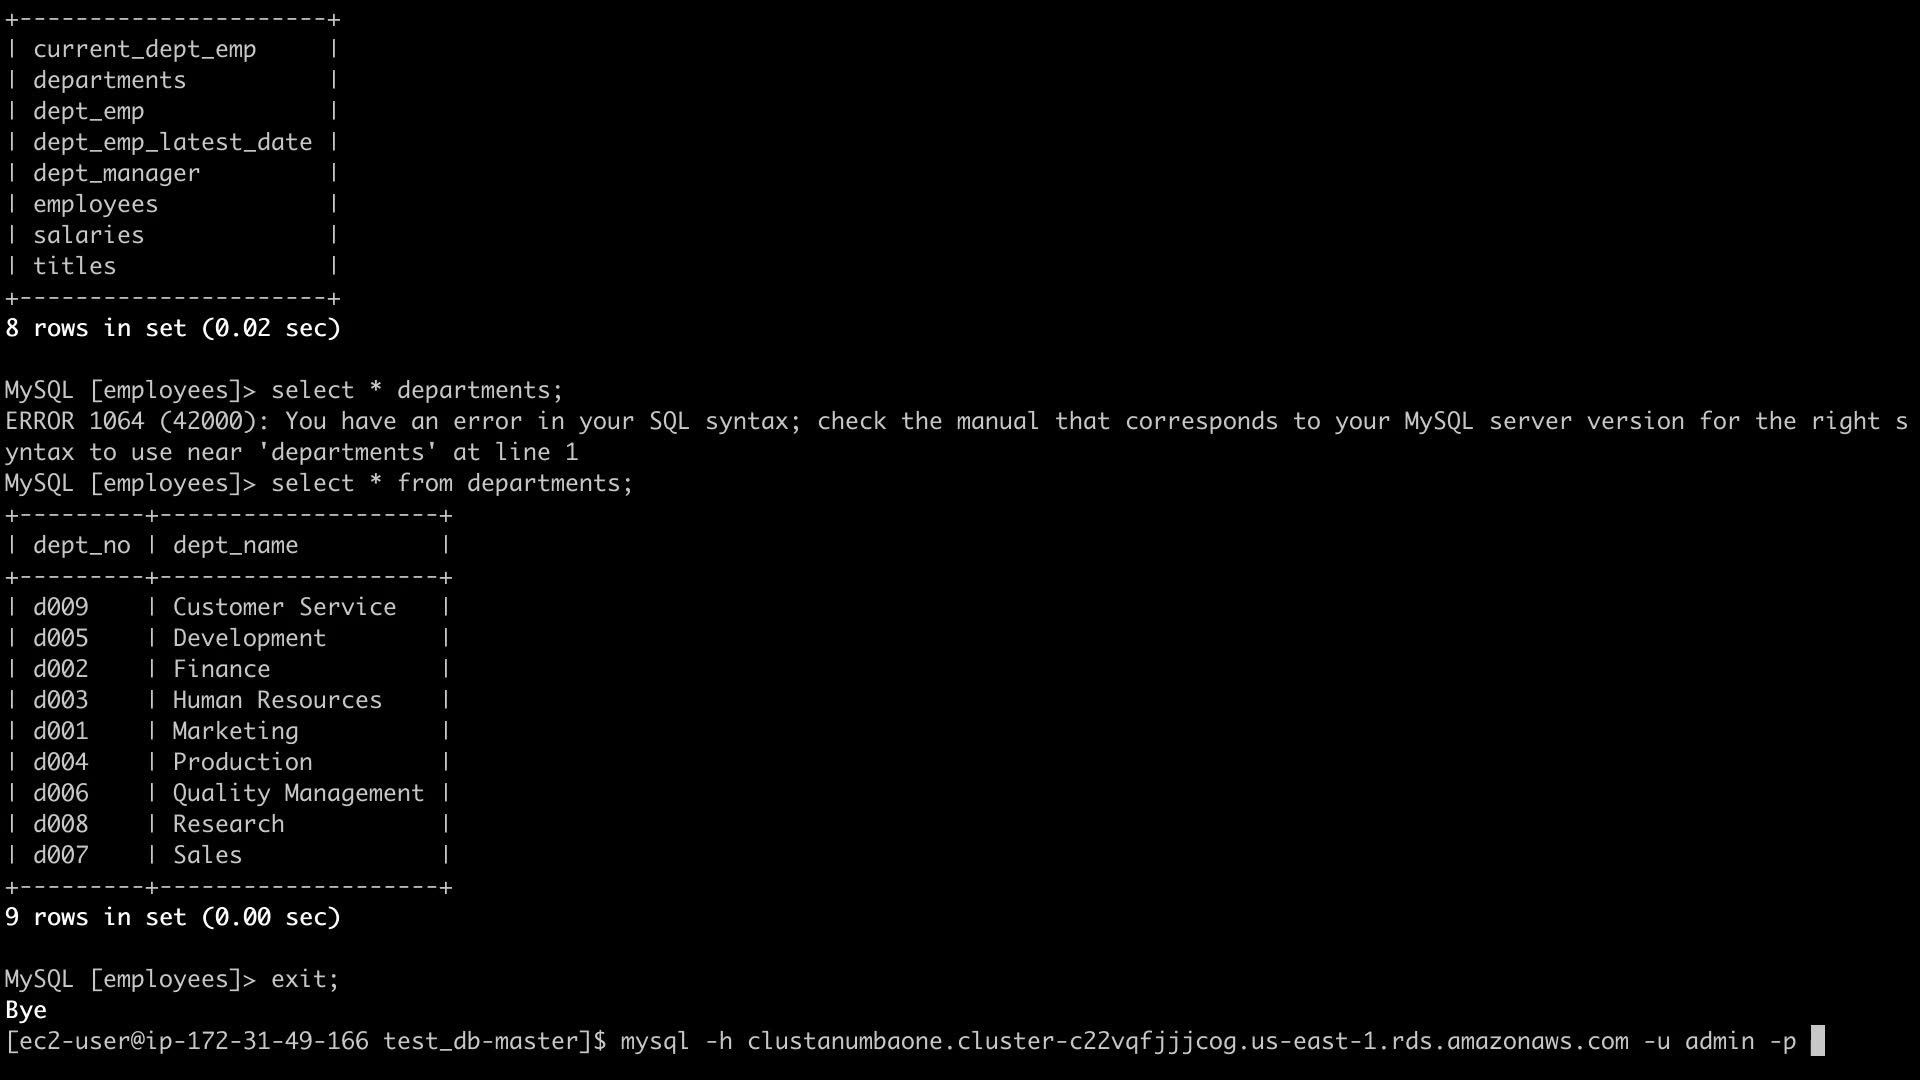 +----------------------+
| current_dept_emp     |
| departments          |
| dept_emp             |
| dept_emp_latest_date |
| dept_manager         |
| employees            |
| salaries             |
| titles               |
+----------------------+
8 rows in set (0.02 sec)
MySQL [employees]> select * departments;
ERROR 1064 (42000): You have an error in your SQL syntax; check the manual that corresponds to your MySQL server version for the right s
yntax to use near 'departments' at line 1
MySQL [employees]> select * from departments;
+---------+--------------------+
| dept_no | dept_name          |
+---------+--------------------+
| d009    | Customer Service   |
| d005    | Development        |
| d002    | Finance            |
| d003    | Human Resources    |
| d001    | Marketing          |
| d004    | Production         |
| d006    | Quality Management |
| d008    | Research           |
| d007    | Sales              |
+---------+--------------------+
9 rows in set (0.00 sec)
MySQL [employees]> exit;
Bye
[ec2-user@ip-172-31-49-166 test_db-master]$ mysql -h clustanumbaone.cluster-c22vqfjjjcog.us-east-1.rds.amazonaws.com -u admin -p